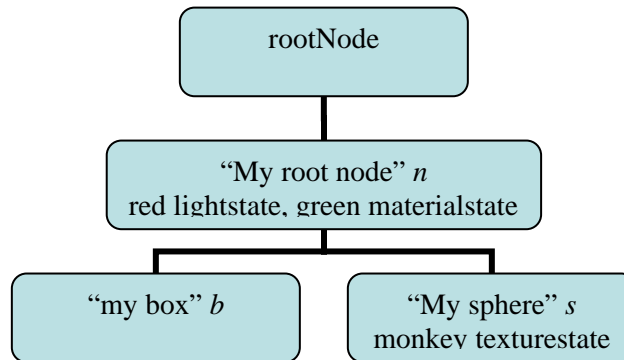 rootNode
“My root node” n
red lightstate, green materialstate
“my box” b
“My sphere” s
monkey texturestate